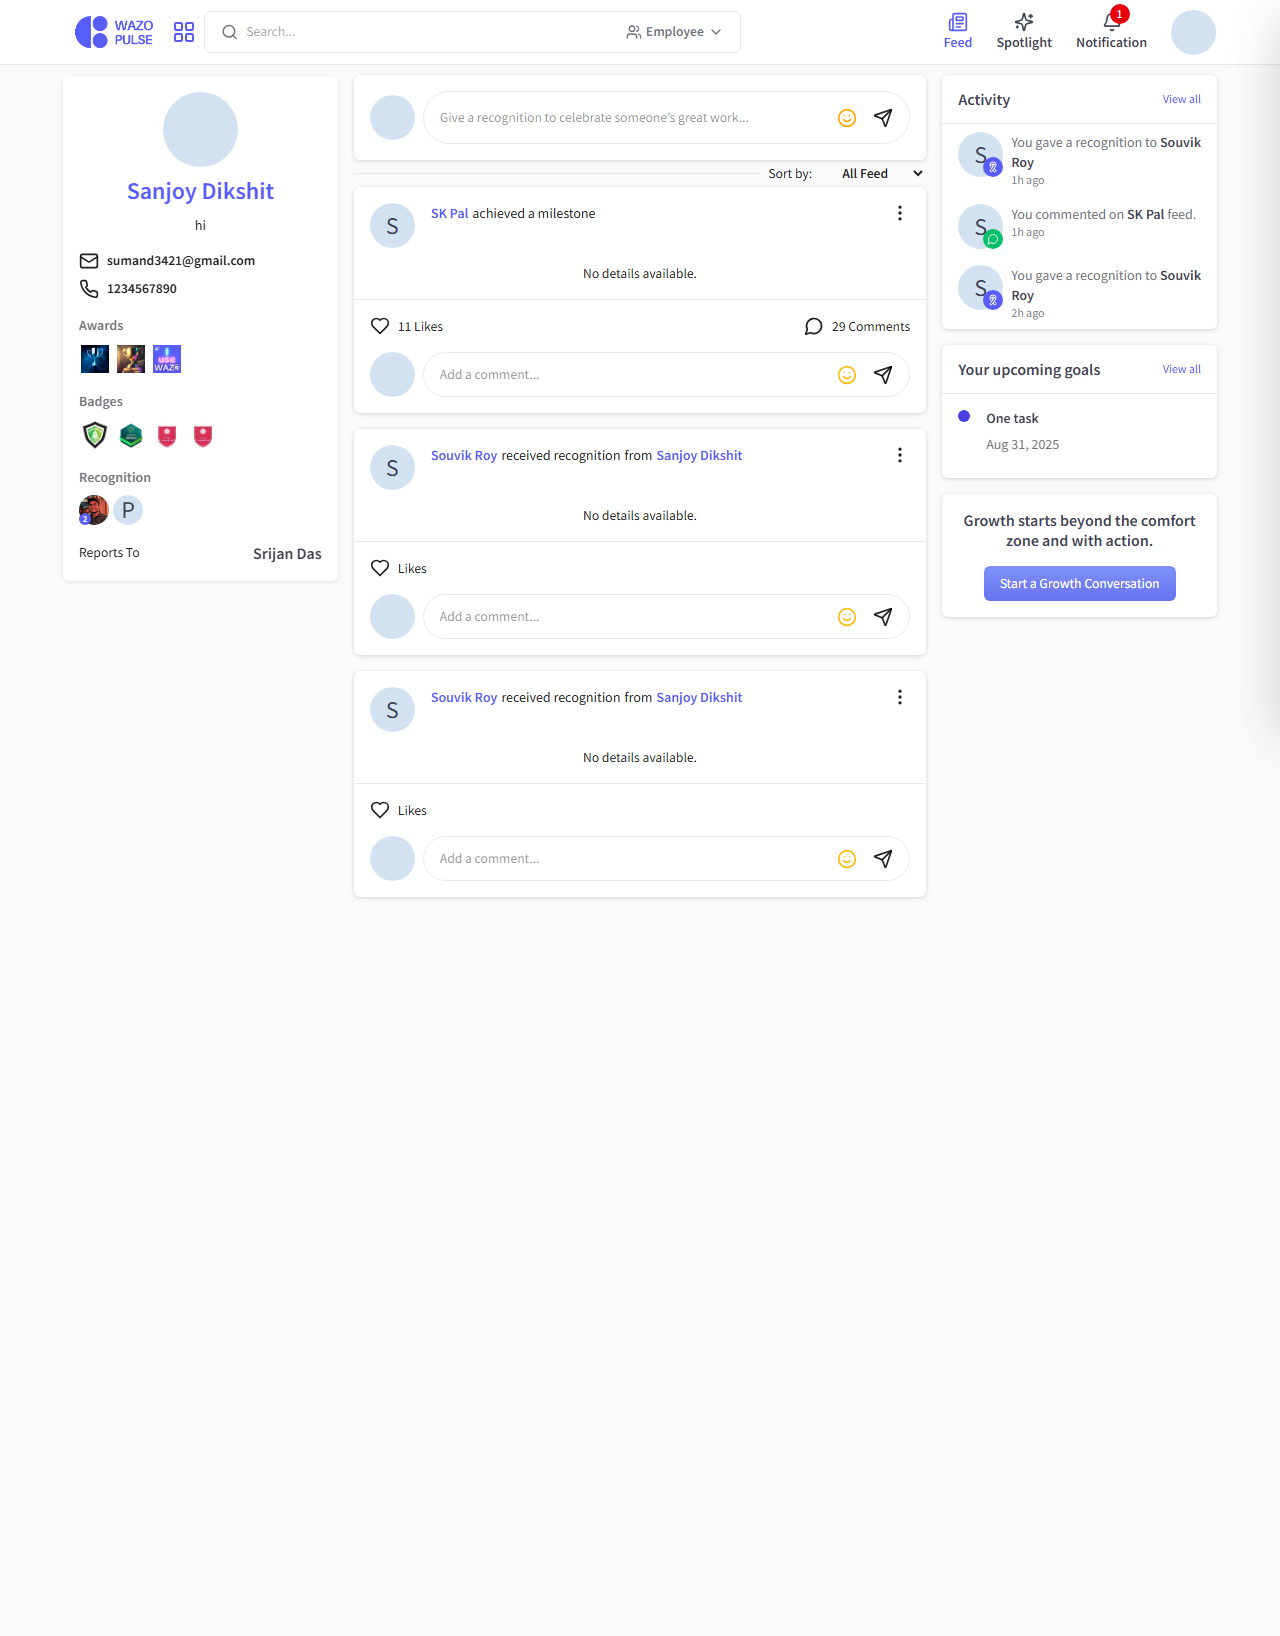 WAZO
PULSE
Search...
Employee
Feed
Spotlight
1
Notification
Sanjoy Dikshit
hi
sumand3421@gmail.com
1234567890
Awards
use
WAZO
Badges
Recognition
2
P
Reports To
Srijan Das
Give a recognition to celebrate someone's great work...
Sort by:
All Feed
S
SK Pal achieved a milestone
No details available.
11 Likes
29 Comments
Add a comment...
S
Souvik Roy received recognition from Sanjoy Dikshit
No details available.
Likes
Add a comment...
S
Souvik Roy received recognition from Sanjoy Dikshit
No details available.
Likes
Add a comment...
Activity
View all
S
You gave a recognition to Souvik
Roy
1h ago
S
You commented on SK Pal feed.
1h ago
S
You gave a recognition to Souvik
Roy
2h ago
Your upcoming goals
View all
One task
Aug 31, 2025
Growth starts beyond the comfort
zone and with action.
Start a Growth Conversation